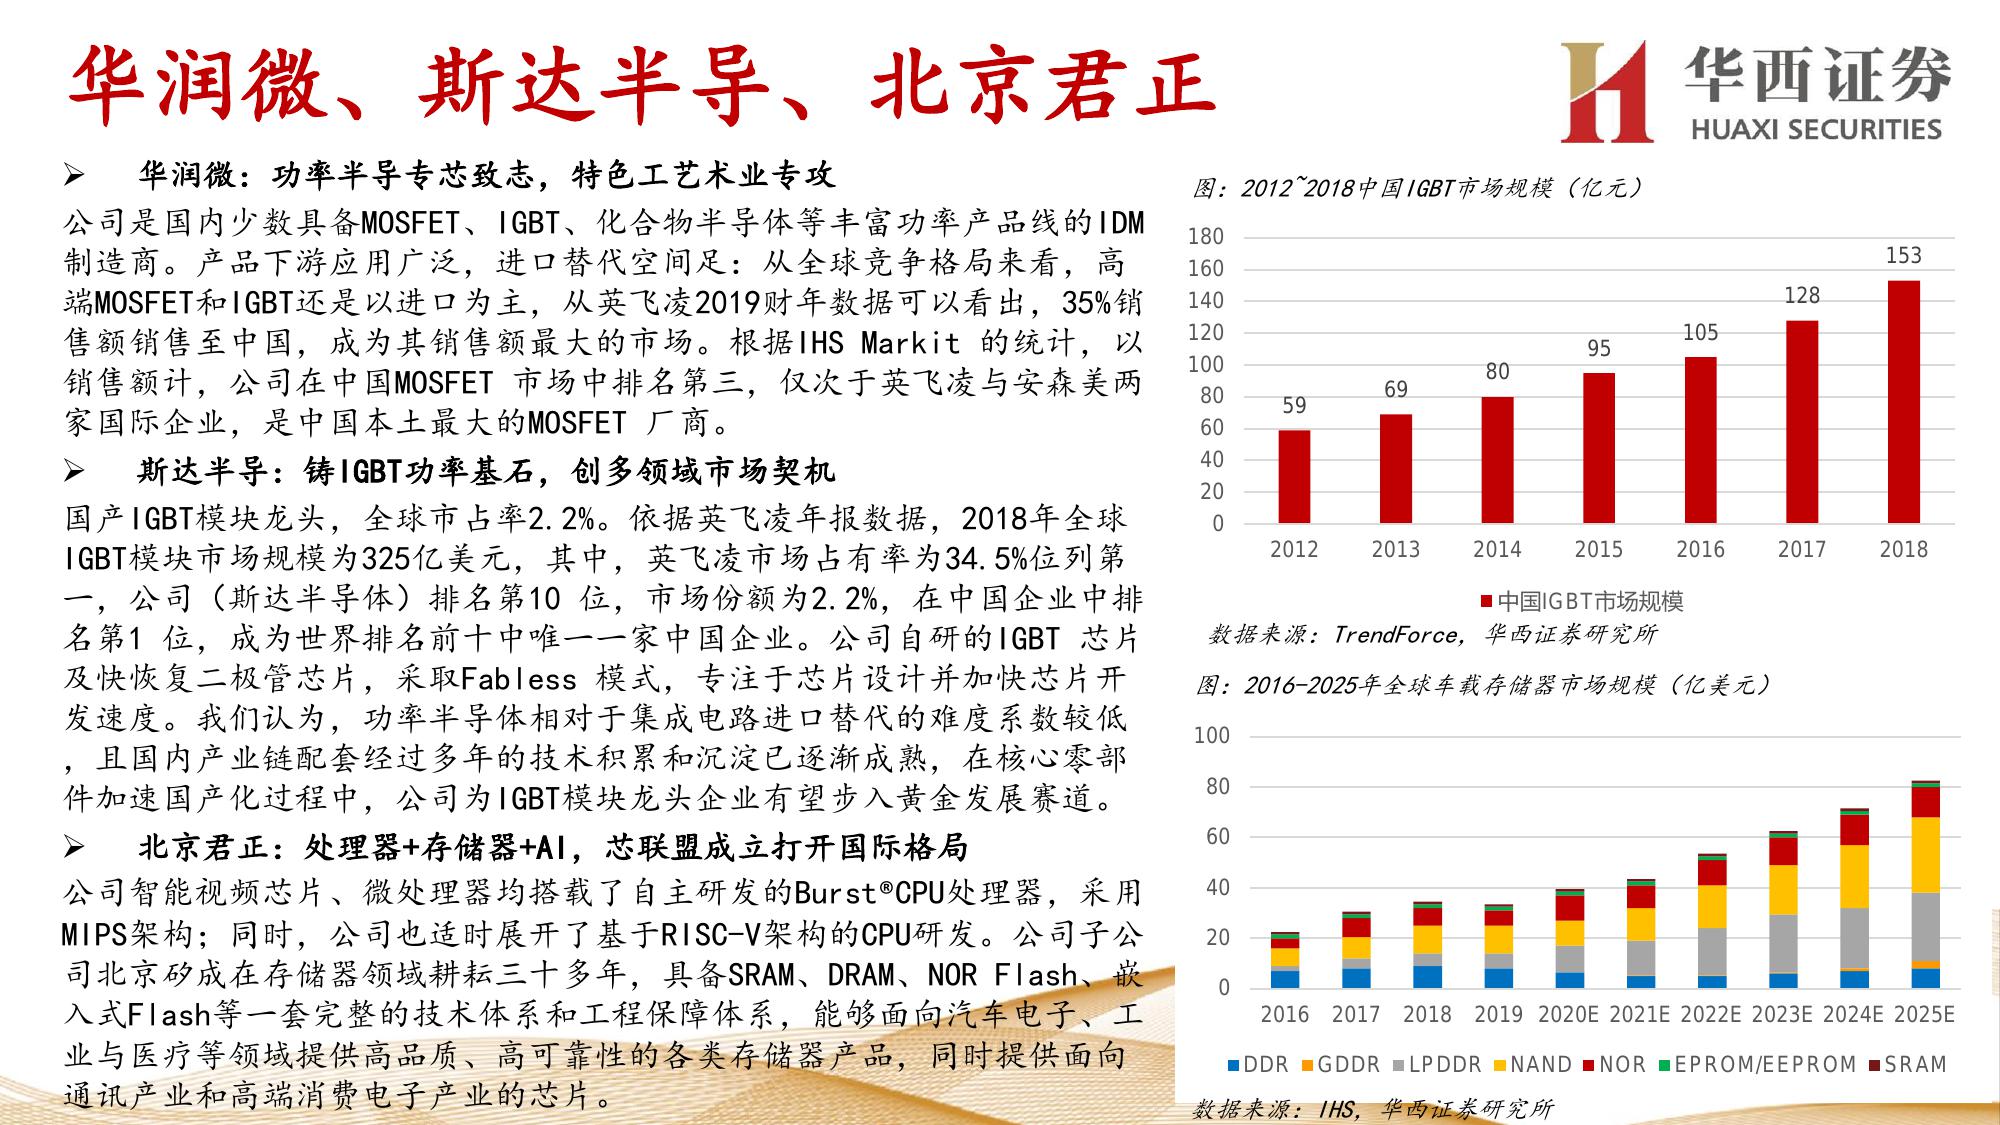 华润微、斯达半导、北京君正
华西证券
HUAXI SECURITIES
➢ 华润微：功率半导专芯致志，特色工艺术业专攻
公司是国内少数具备MOSFET、IGBT、化合物半导体等丰富功率产品线的IDM
制造商。产品下游应用广泛，进口替代空间足：从全球竞争格局来看，高
端MOSFET和IGBT还是以进口为主，从英飞凌2019财年数据可以看出，35%销
售额销售至中国，成为其销售额最大的市场。根据IHS Markit 的统计，以
销售额计，公司在中国MOSFET 市场中排名第三，仅次于英飞凌与安森美两
家国际企业，是中国本土最大的MOSFET 厂商。
➢ 斯达半导：铸IGBT功率基石，创多领域市场契机
国产IGBT模块龙头，全球市占率2.2%。依据英飞凌年报数据，2018年全球
IGBT模块市场规模为325亿美元，其中，英飞凌市场占有率为34.5%位列第
一，公司（斯达半导体）排名第10 位，市场份额为2.2%，在中国企业中排
名第1 位，成为世界排名前十中唯一一家中国企业。公司自研的IGBT 芯片
及快恢复二极管芯片，采取Fabless 模式，专注于芯片设计并加快芯片开
发速度。我们认为，功率半导体相对于集成电路进口替代的难度系数较低
，且国内产业链配套经过多年的技术积累和沉淀已逐渐成熟，在核心零部
件加速国产化过程中，公司为IGBT模块龙头企业有望步入黄金发展赛道。
➢ 北京君正：处理器+存储器+AI，芯联盟成立打开国际格局
公司智能视频芯片、微处理器均搭载了自主研发的Burst®CPU处理器，采用
MIPS架构；同时，公司也适时展开了基于RISC-V架构的CPU研发。公司子公
司北京矽成在存储器领域耕耘三十多年，具备SRAM、DRAM、NOR Flash、嵌
入式Flash等一套完整的技术体系和工程保障体系，能够面向汽车电子、工
业与医疗等领域提供高品质、高可靠性的各类存储器产品，同时提供面向
通讯产业和高端消费电子产业的芯片。
图：2012~2018中国IGBT市场规模（亿元）
180
160
140
120
100
80
60
40
20
0
59
69
80
95
105
128
153
2012 2013 2014 2015 2016 2017 2018
中国IGBT市场规模
数据来源：TrendForce，华西证券研究所
图：2016-2025年全球车载存储器市场规模（亿美元）
100
80
60
40
20
0
2016 2017 2018 2019 2020E 2021E 2022E 2023E 2024E 2025E
DDR GDDR LPDDR NAND NOR EPROM/EEPROM SRAM
数据来源：IHS，华西证券研究所